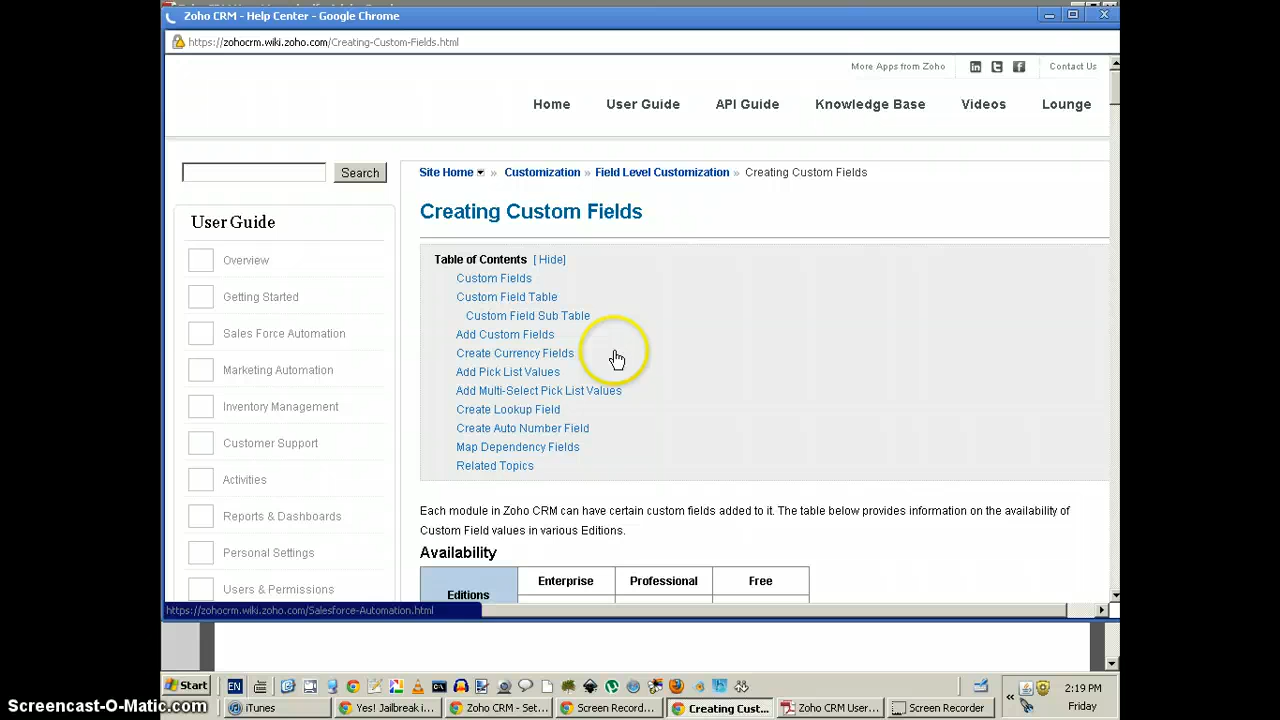 Zoho CRM - Help Center - Google Chrome
https://zohocrm.wiki.zoho.com/Creating-Custom-Fields.html
More Apps from Zoho
Contact Us
Home User Guide API Guide Knowledge Base Videos Lounge
Search
Site Home » Customization » Field Level Customization » Creating Custom Fields
User Guide
Overview
Getting Started
Sales Force Automation
Marketing Automation
Inventory Management
Customer Support
Activities
Reports & Dashboards
Personal Settings
Users & Permissions
Creating Custom Fields
Table of Contents [ Hide]
Custom Fields
Custom Field Table
Custom Field Sub Table
Add Custom Fields
Create Currency Fields
Add Pick List Values
Add Multi-Select Pick List Values
Create Lookup Field
Create Auto Number Field
Map Dependency Fields
Related Topics
Each module in Zoho CRM can have certain custom fields added to it. The table below provides information on the availability of
Custom Field values in various Editions.
Availability
Editions Enterprise Professional Free
https://zohocrm.wiki.zoho.com/Salesforce-Automation.html
Start
EN
2:19 PM
Friday
iTunes
Yes! Jailbreak i...
Zoho CRM - Set...
Screen Recordo...
Creating Cust...
Zoho CRM User...
Screen Recorder
Screencast-O-Matic.com